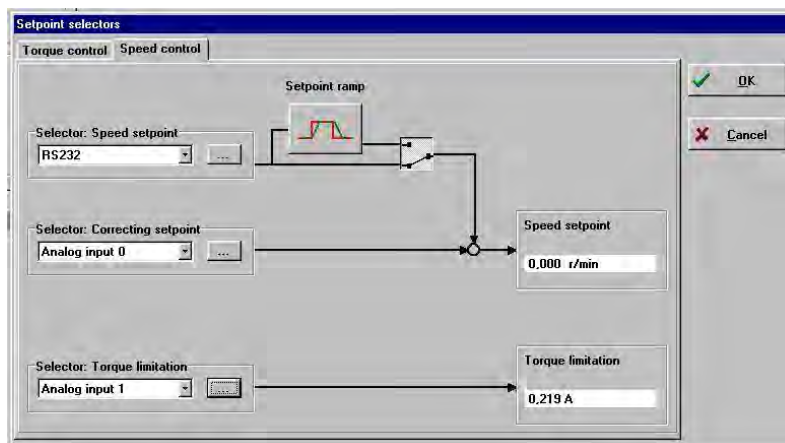 Setpoint selectors
Torque control Speed control
Setpoint ramp
OK
Selector: Speed setpoint
RS232 ...
Cancel
Selector: Correcting setpoint
Analog input 0 ...
Speed setpoint
0,000 r/min
Selector: Torque limitation
Analog input 1 ...
Torque limitation
0,219 A